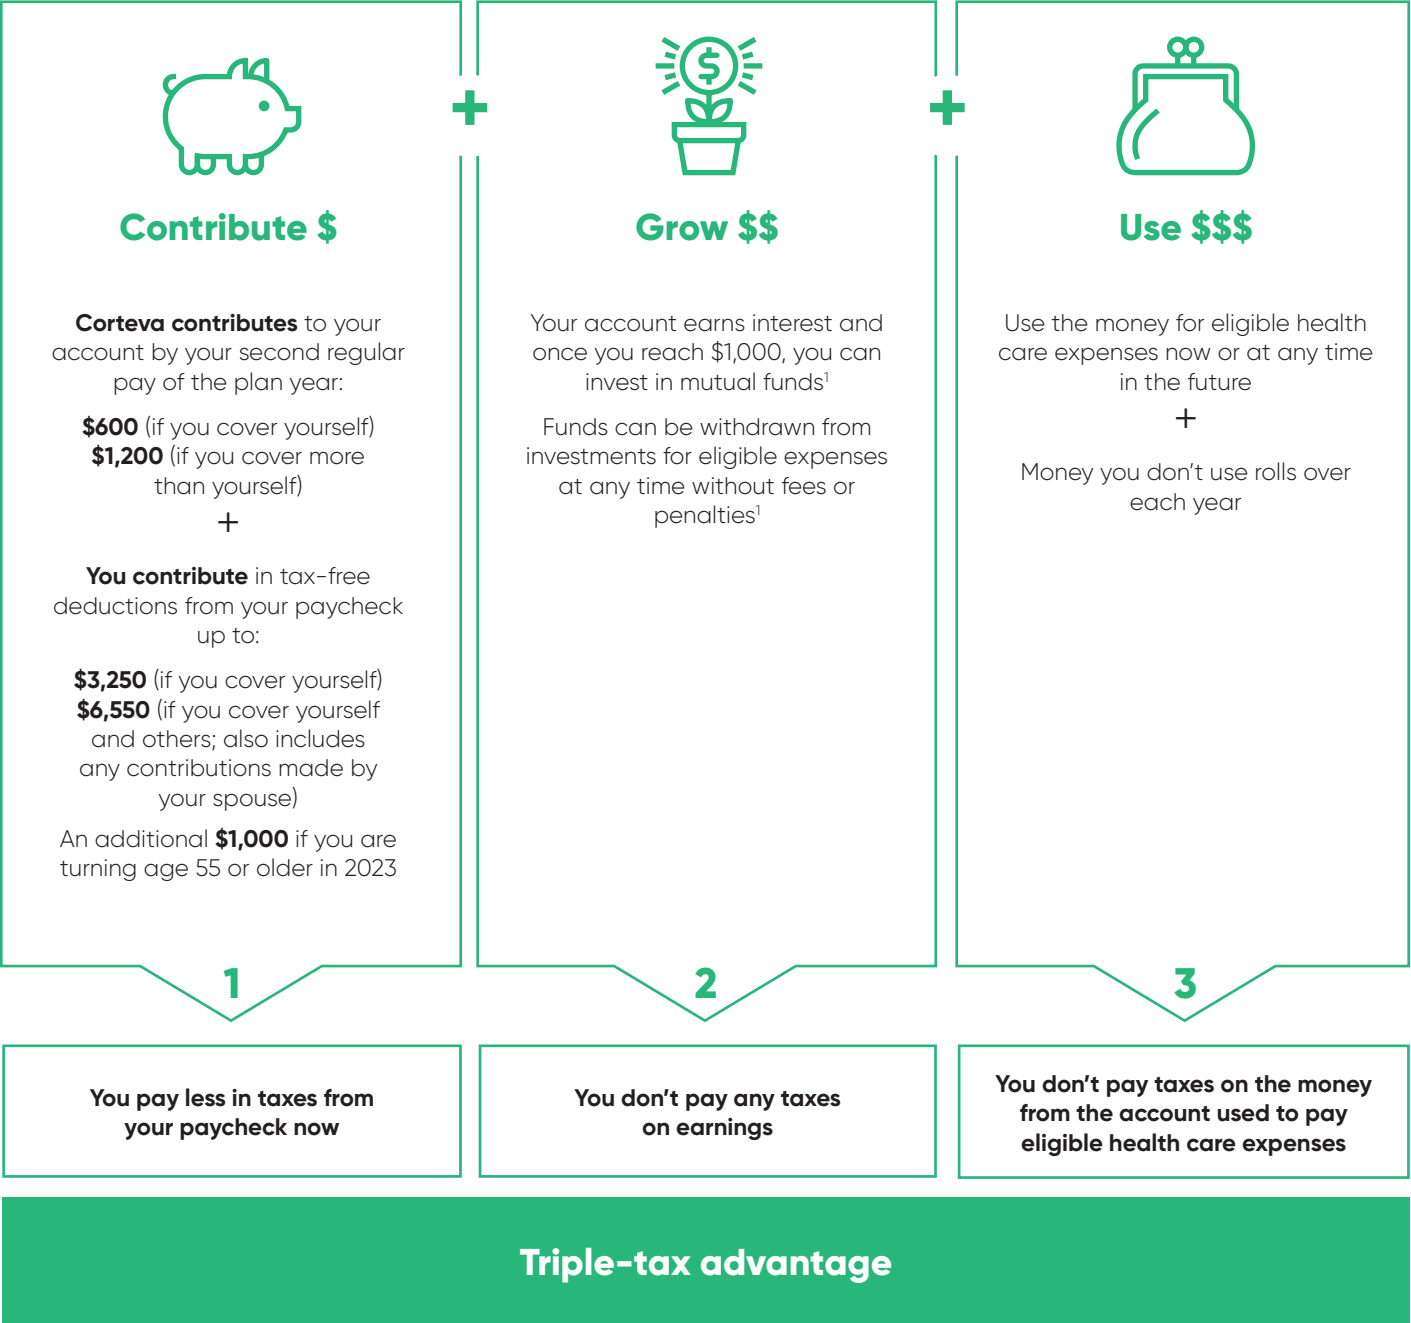 Contribute $
Corteva contributes to your
account by your second regular
pay of the plan year:
$600 (if you cover yourself)
$1,200 (if you cover more
than yourself)
+
You contribute in tax-free
deductions from your paycheck
up to:
$3,250 (if you cover yourself)
$6,550 (if you cover yourself
and others; also includes
any contributions made by
your spouse)
An additional $1,000 if you are
turning age 55 or older in 2023
1
You pay less in taxes from
your paycheck now
+
$
Grow $$
Your account earns interest and
once you reach $1,000, you can
invest in mutual funds¹
Funds can be withdrawn from
investments for eligible expenses
at any time without fees or
penalties¹
2
You don’t pay any taxes
on earnings
+
Use $$$
Use the money for eligible health
care expenses now or at any time
in the future
+
Money you don’t use rolls over
each year
3
You don’t pay taxes on the money
from the account used to pay
eligible health care expenses
Triple-tax advantage